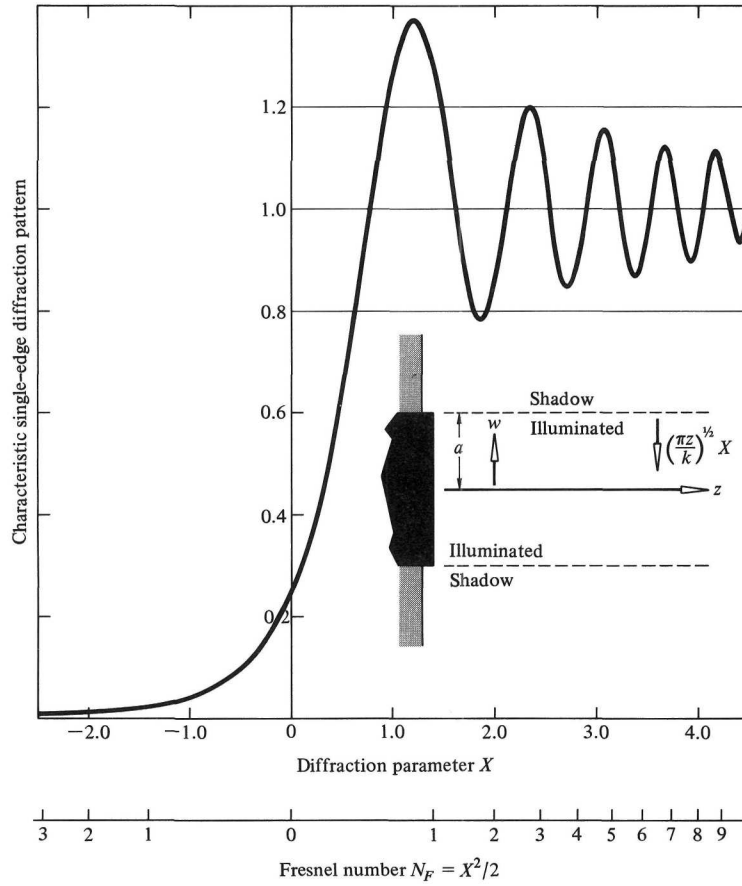 Characteristic single-edge diffraction pattern
1.2
1.0
0.8
0.6
0.4
0.2
Shadow
Illuminated
a
w
(πz/k)^½ X
z
Illuminated
Shadow
−2.0 −1.0 0 1.0 2.0 3.0 4.0
Diffraction parameter X
3 2 1 0 1 2 3 4 5 6 7 8 9
Fresnel number N_F = X²/2